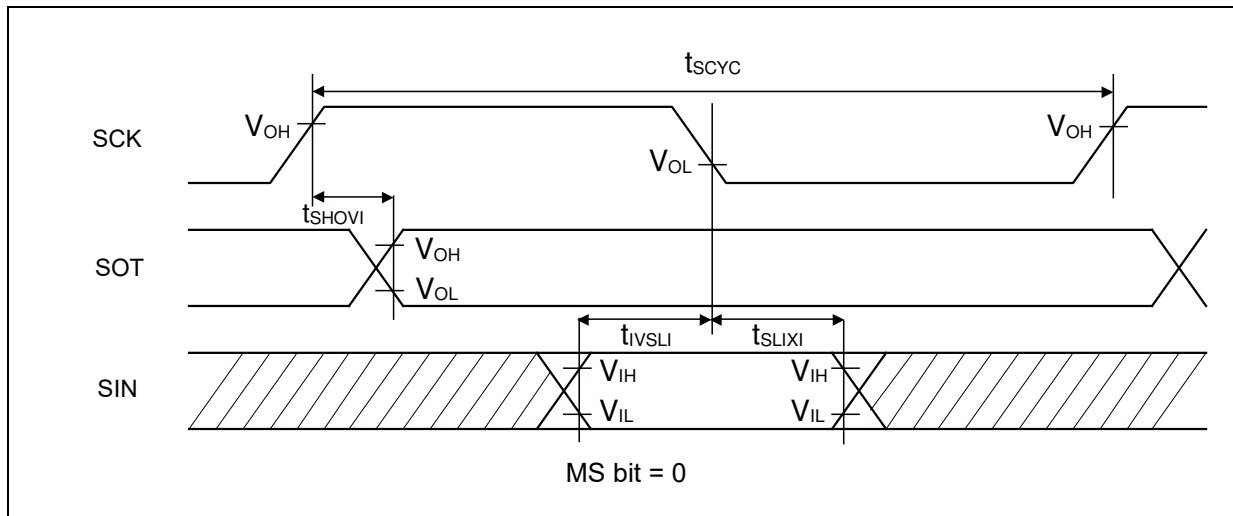 tSCYC
SCK
VOH
VOL
VOH
tSHOVI
SOT
VOH
VOL
tIVSLI
tSLIXI
SIN
VIH
VIH
VIL
VIL
MS bit = 0